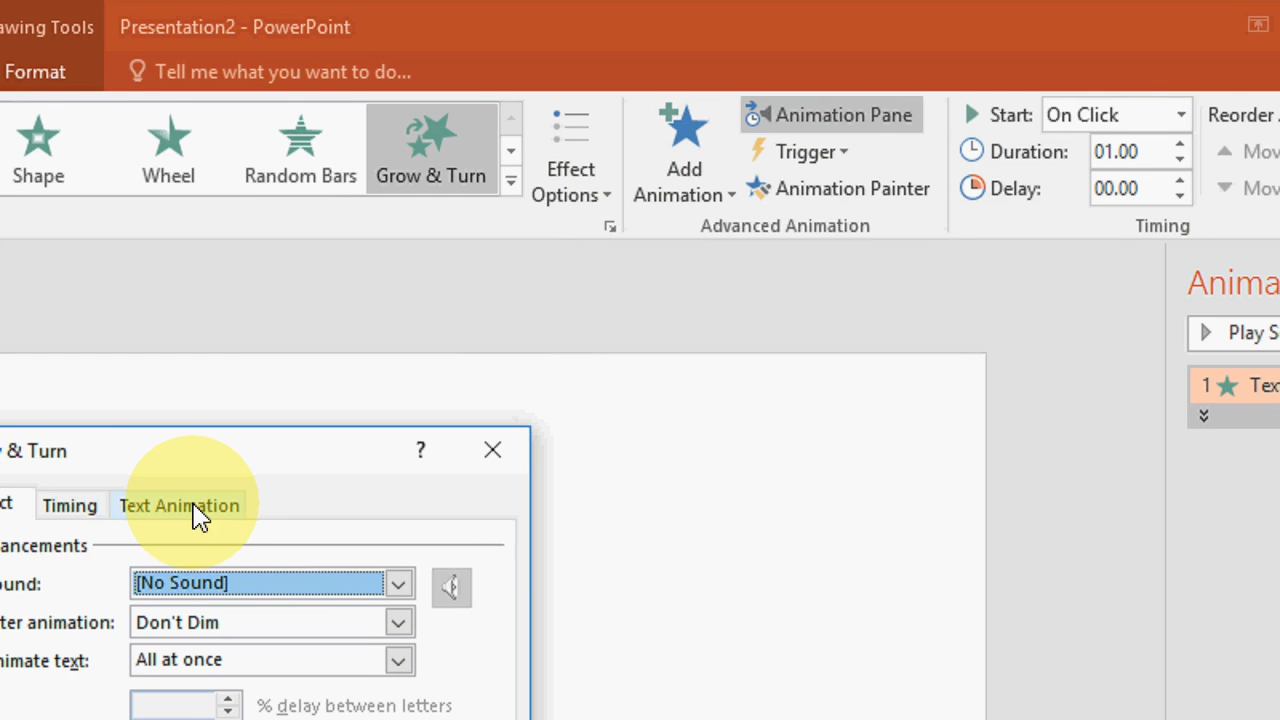 awing Tools
Presentation2 - PowerPoint
Format
Tell me what you want to do...
Shape
Wheel
Random Bars
Grow & Turn
Effect
Options
Add
Animation
Animation Pane
Trigger
Animation Painter
Advanced Animation
Start: On Click
Duration: 01.00
Delay: 00.00
Timing
Reorder
Mov
Mov
Anima
Play S
1 Tex
& Turn
?
ct
Timing
Text Animation
ancements
ound: [No Sound]
ter animation: Don't Dim
nimate text: All at once
% delay between letters